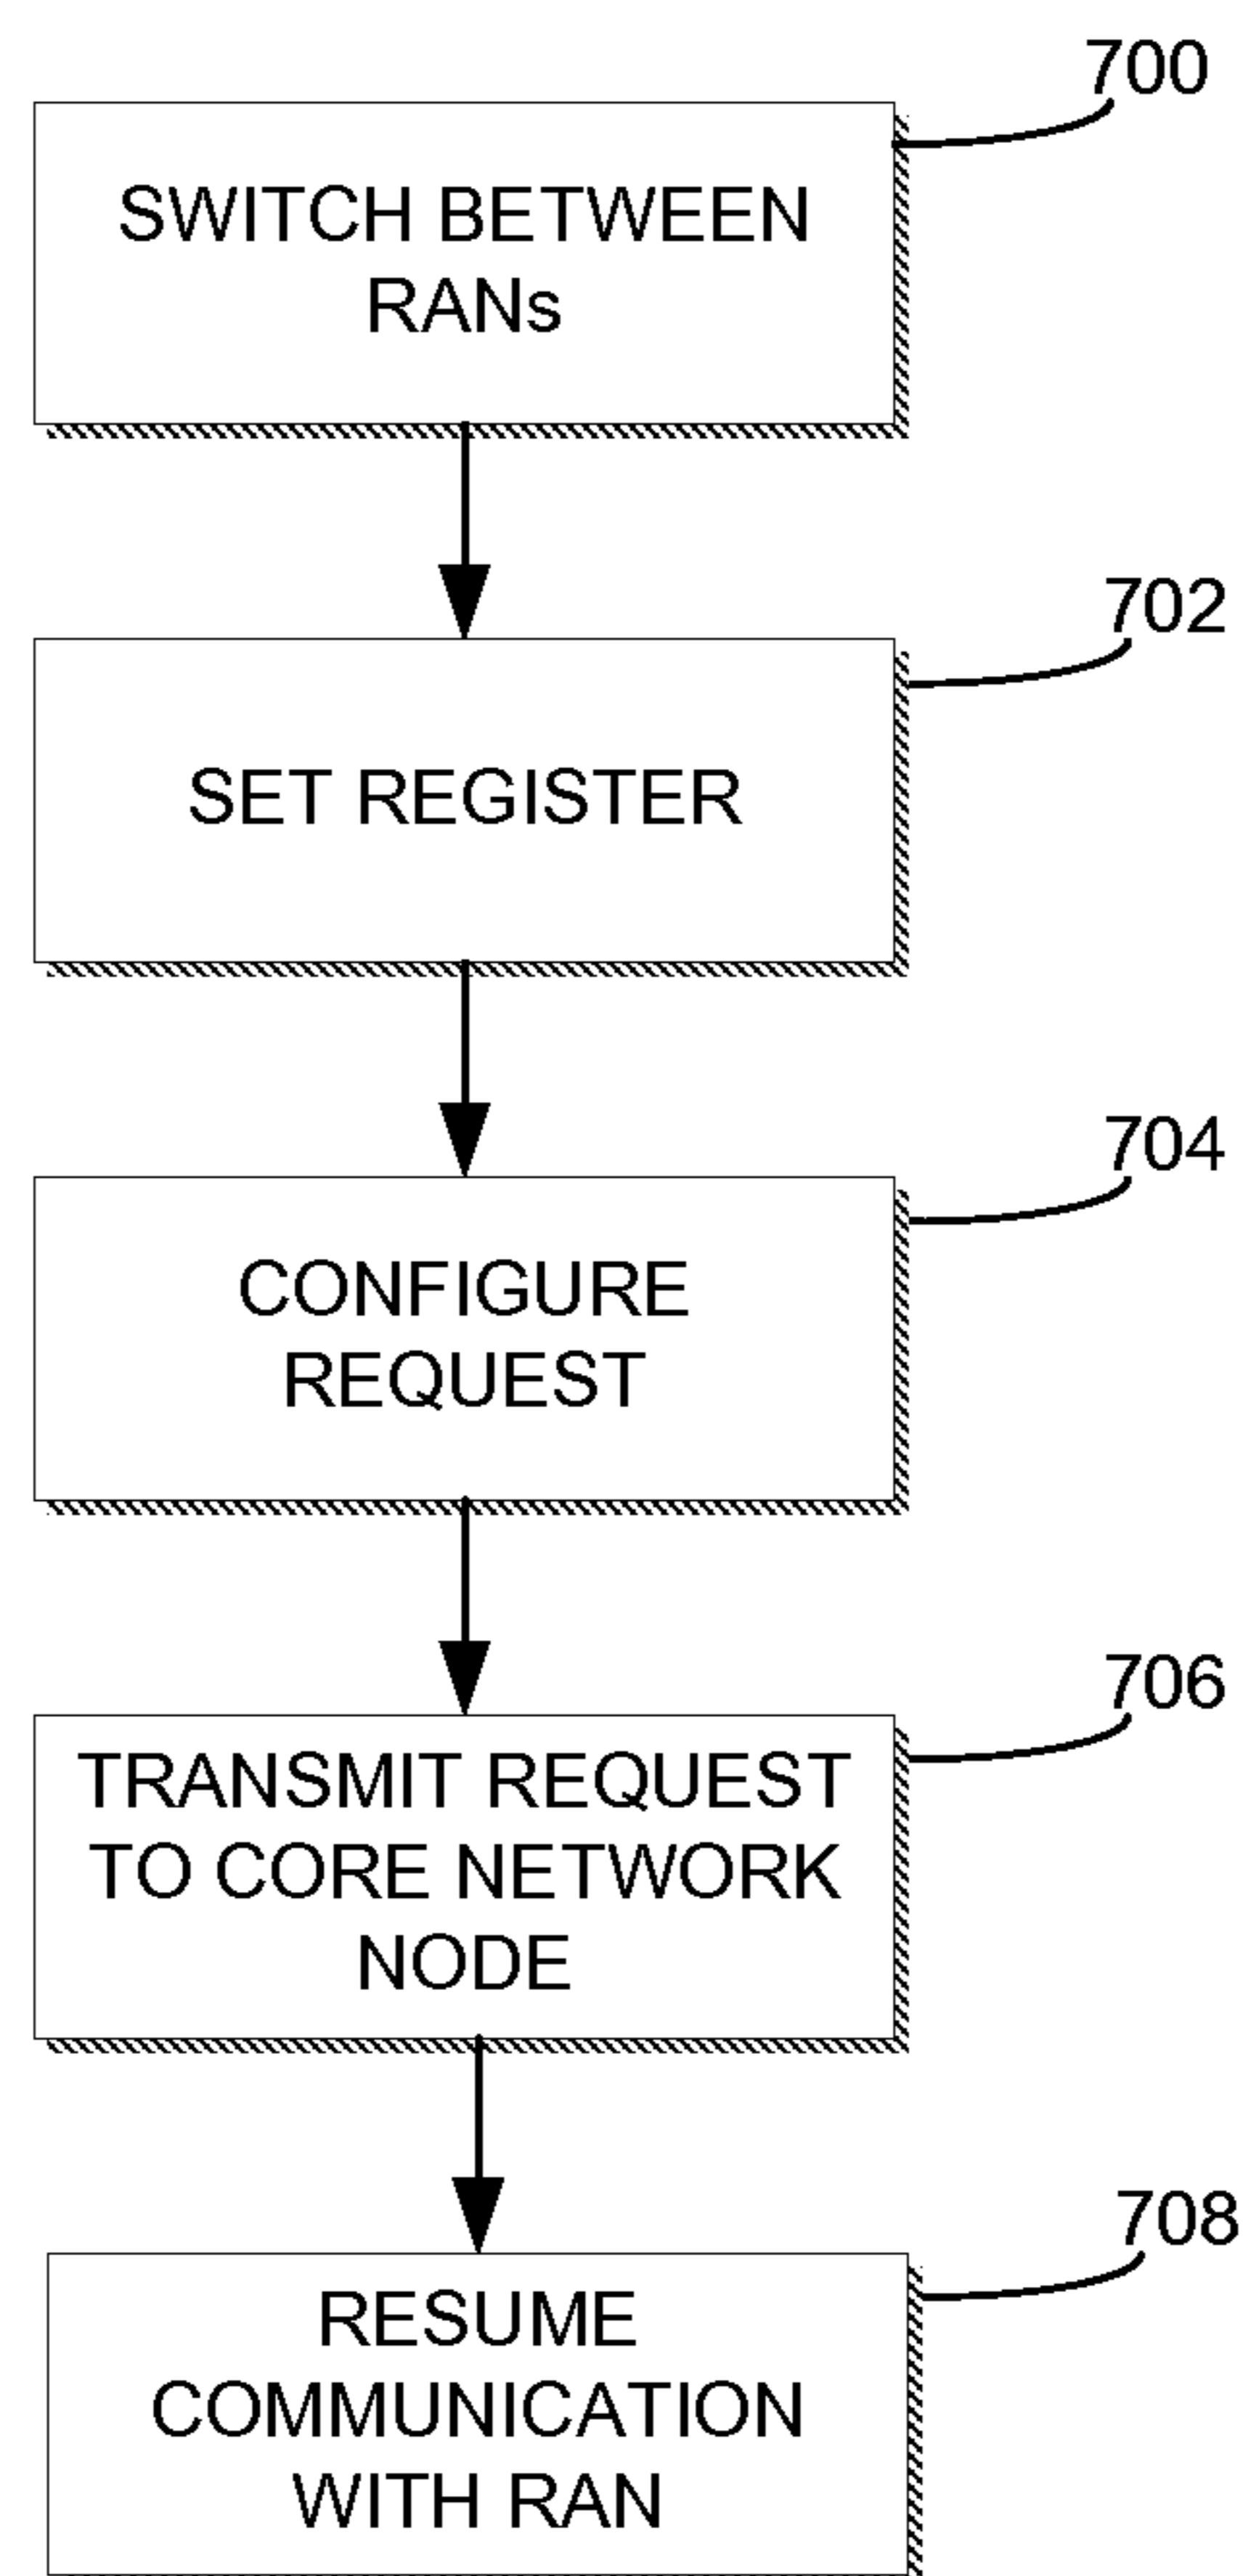 700
SWITCH BETWEEN
RANs
702
SET REGISTER
704
CONFIGURE
REQUEST
706
TRANSMIT REQUEST
TO CORE NETWORK
NODE
708
RESUME
COMMUNICATION
WITH RAN